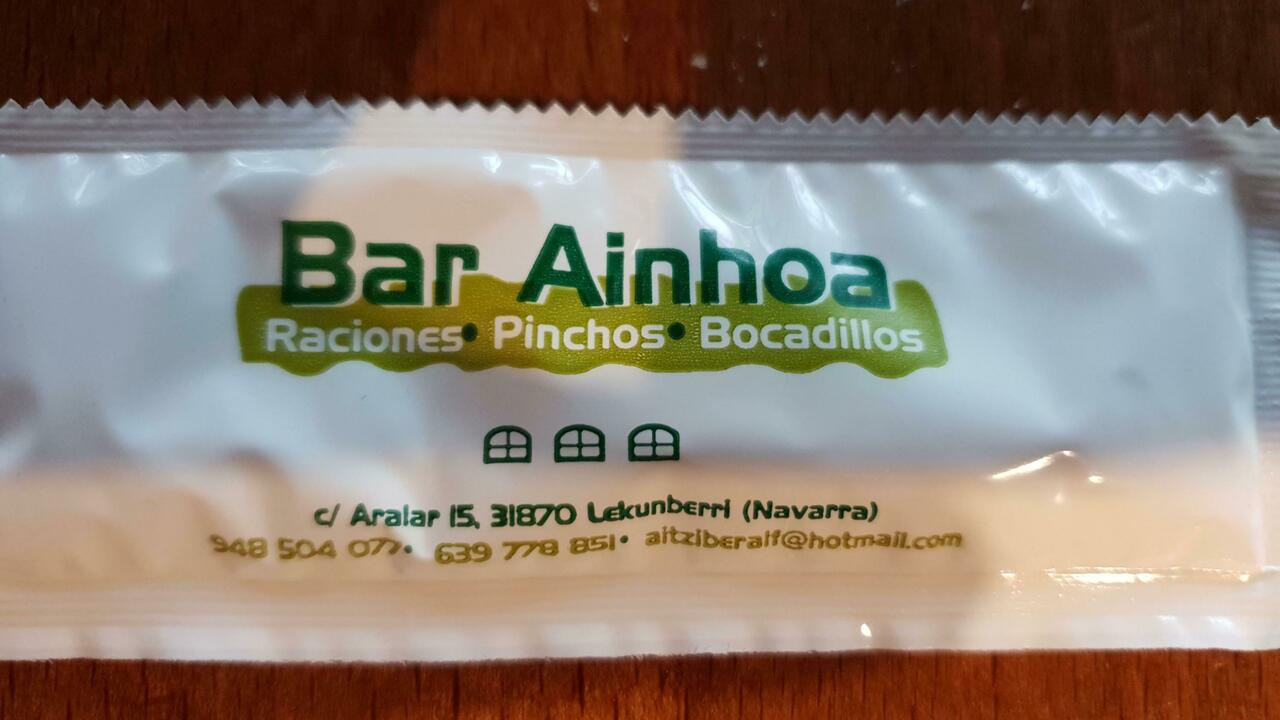 Bar Ainhoa
Raciones • Pinchos • Bocadillos
c/ Aralar 15, 31870 Lekunberri (Navarra)
948 504 077 • 639 778 851 • aitziberalf@hotmail.com